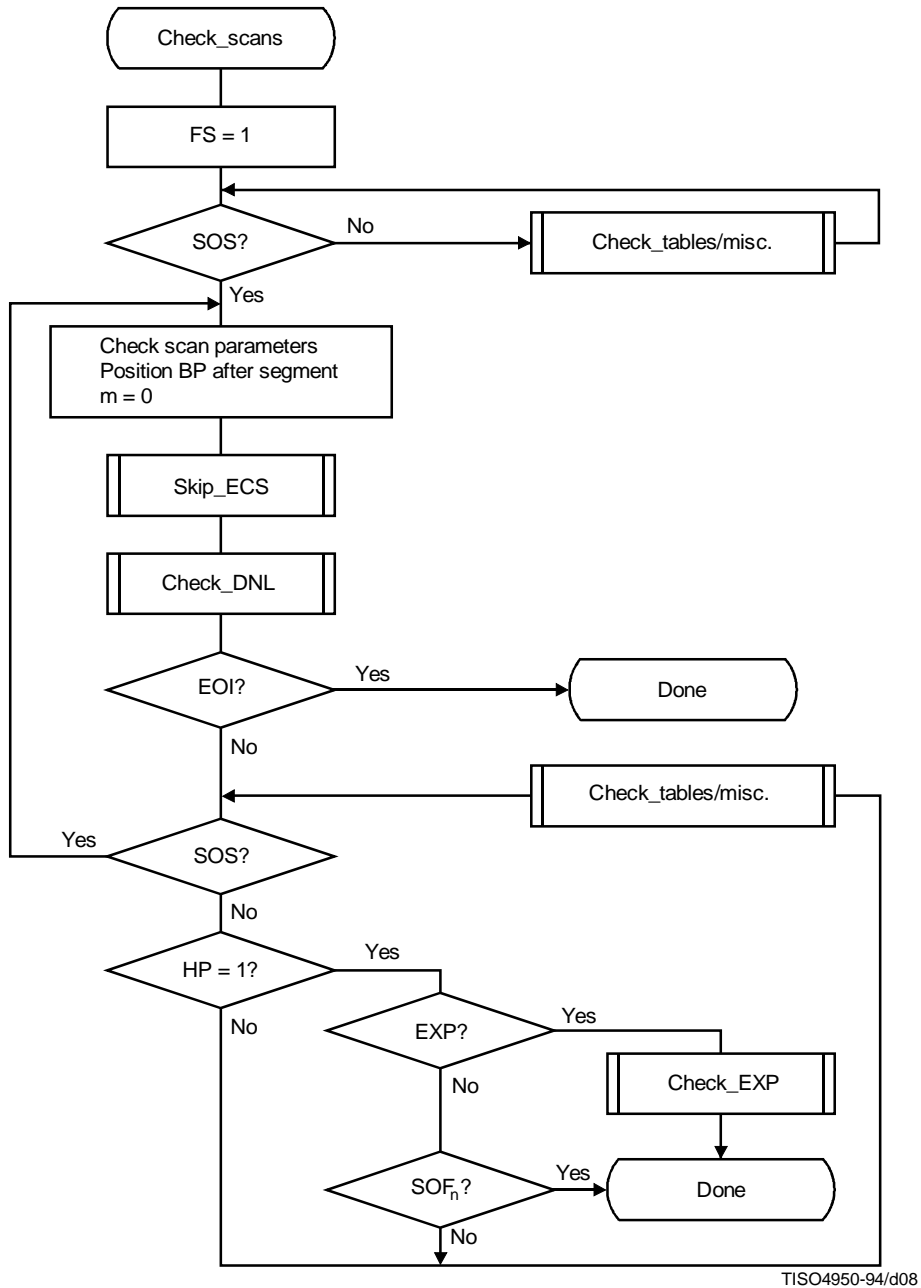 Check_scans
FS = 1
SOS?
No
Check_tables/misc.
Yes
Check scan parameters
Position BP after segment
m = 0
Skip_ECS
Check_DNL
EOI?
Yes
Done
No
Check_tables/misc.
Yes
SOS?
No
HP = 1?
Yes
No
EXP?
Yes
No
Check_EXP
SOFn?
Yes
Done
No
TISO4950-94/d08